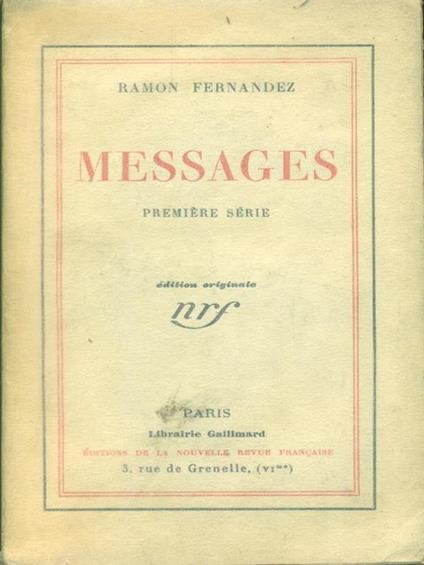 RAMON FERNANDEZ
MESSAGES
PREMIÈRE SÉRIE
édition originale
nrf
PARIS
Librairie Gallimard
ÉDITIONS DE LA NOUVELLE REVUE FRANÇAISE
3, rue de Grenelle, (VIme)